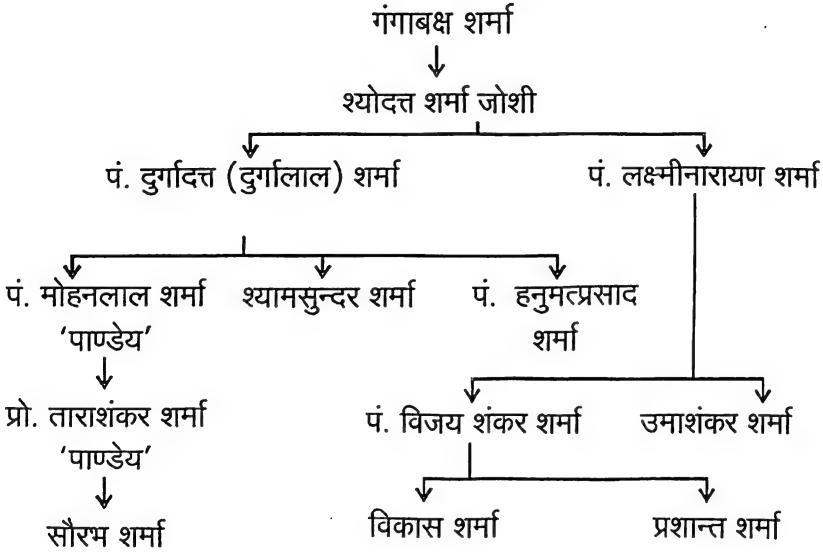 गंगाबक्ष शर्मा
श्योदत्त शर्मा जोशी
पं. दुर्गादत्त (दुर्गालाल) शर्मा
पं. लक्ष्मीनारायण शर्मा
पं. मोहनलाल शर्मा
'पाण्डेय'
श्यामसुन्दर शर्मा
पं. हनुमत्प्रसाद
शर्मा
प्रो. ताराशंकर शर्मा
'पाण्डेय'
पं. विजय शंकर शर्मा
उमाशंकर शर्मा
सौरभ शर्मा
विकास शर्मा
प्रशान्त शर्मा